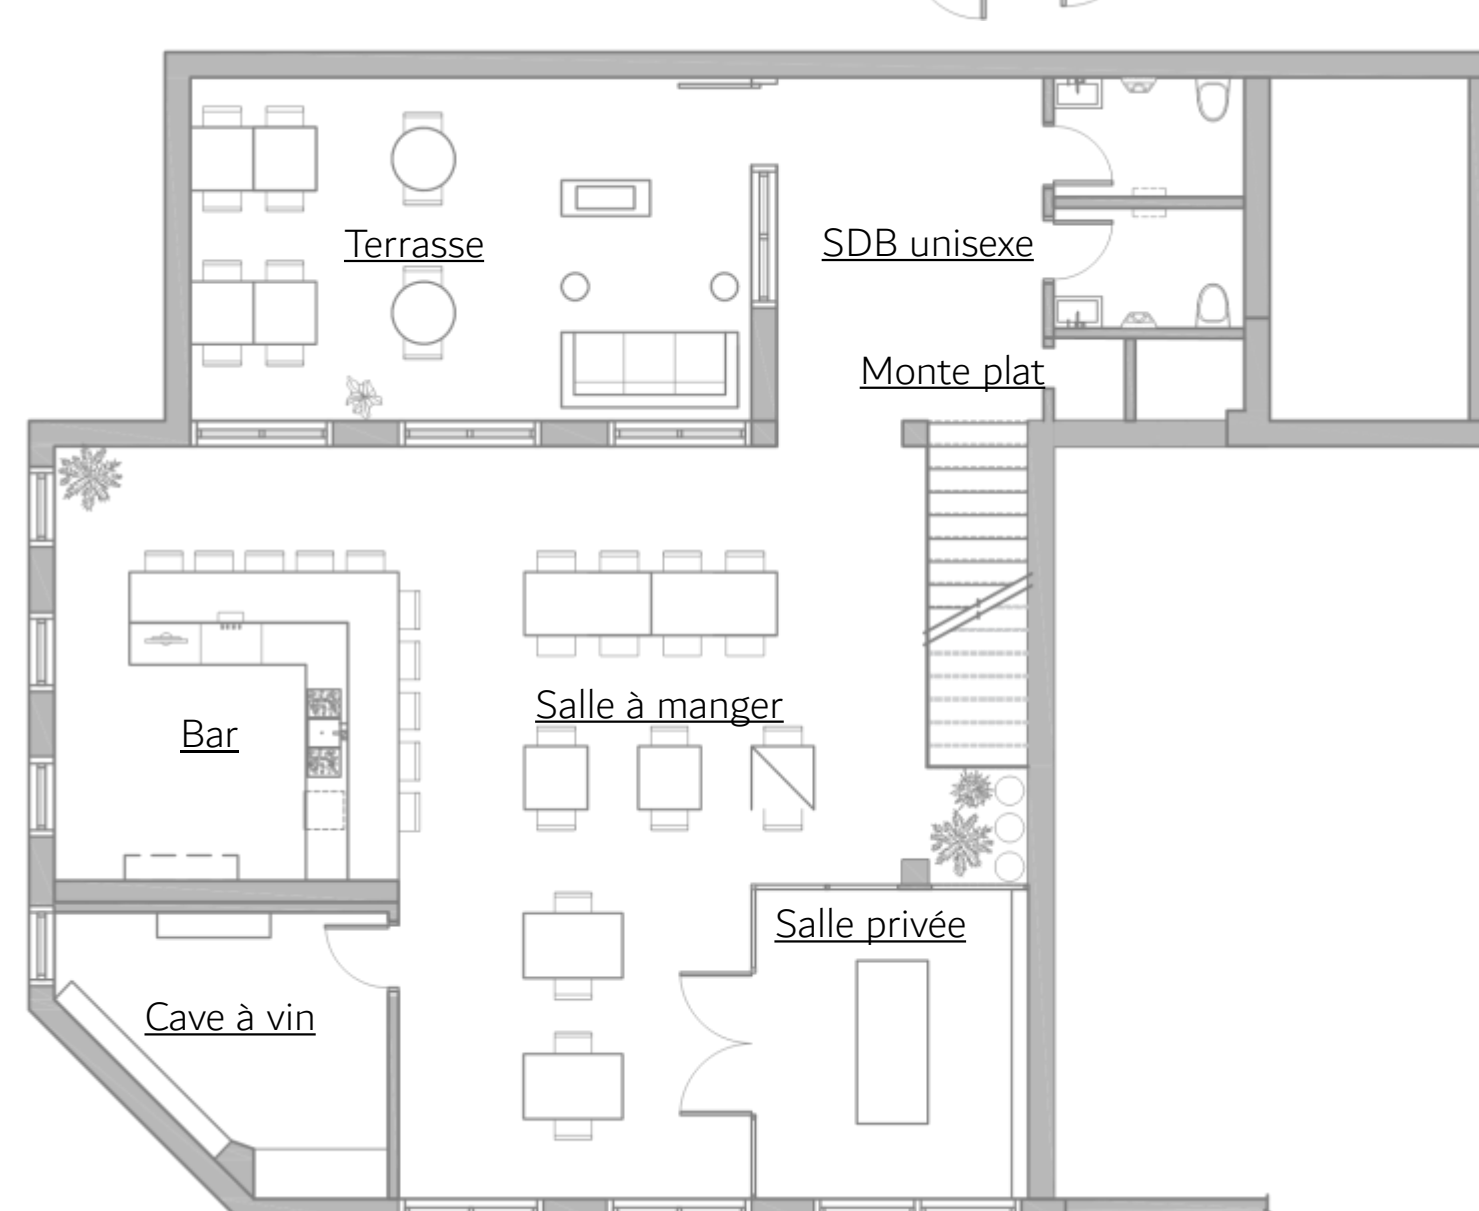 Terrasse
SDB unisexe
Monte plat
Salle à manger
Bar
Salle privée
Cave à vin